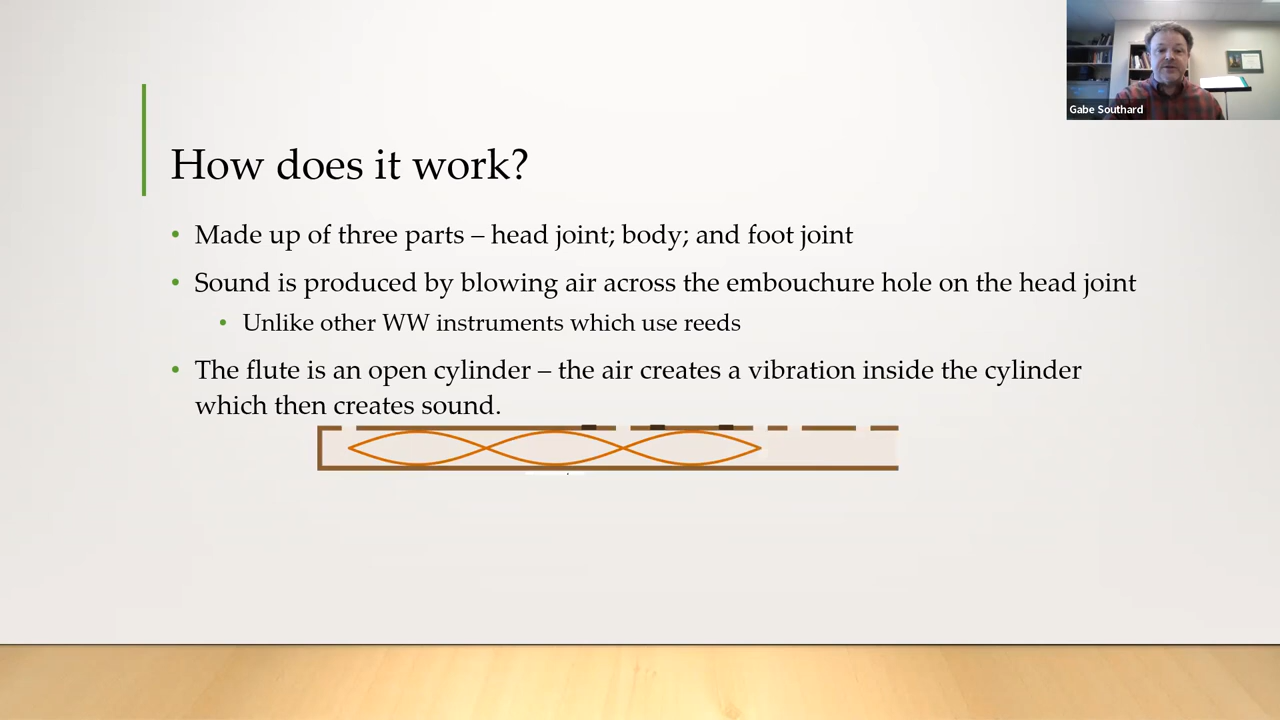 Gabe Southard
How does it work?
• Made up of three parts – head joint; body; and foot joint
• Sound is produced by blowing air across the embouchure hole on the head joint
• Unlike other WW instruments which use reeds
• The flute is an open cylinder – the air creates a vibration inside the cylinder
which then creates sound.